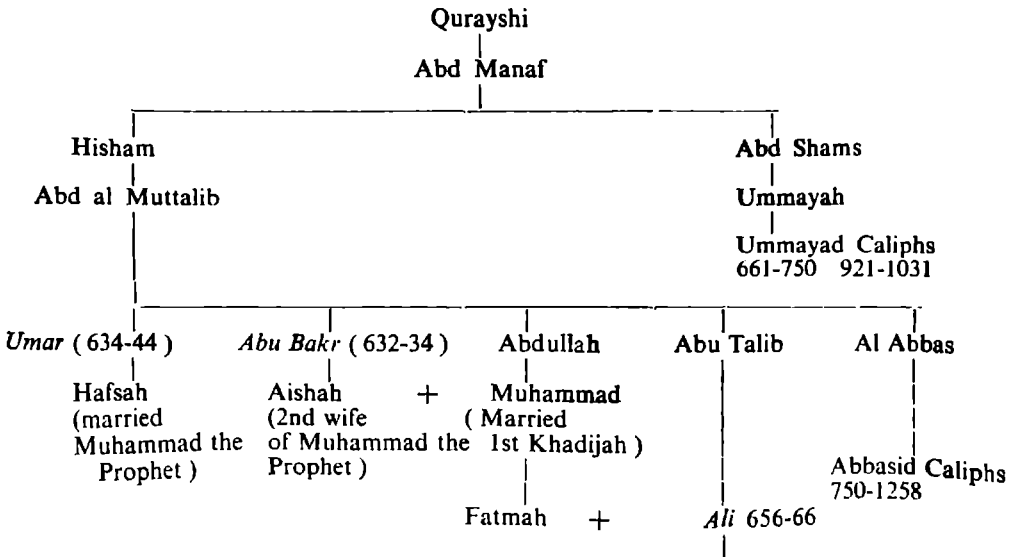 Qurayshi
Abd Manaf
Hisham Abd Shams
Abd al Muttalib Ummayah
Ummayad Caliphs
661-750 921-1031
Umar ( 634-44 ) Abu Bakr ( 632-34 ) Abdullah Abu Talib Al Abbas
Hafsah Aishah + Muhammad
(married (2nd wife ( Married
Muhammad the of Muhammad the 1st Khadijah )
Prophet ) Prophet )
Abbasid Caliphs
750-1258
Fatmah + Ali 656-66